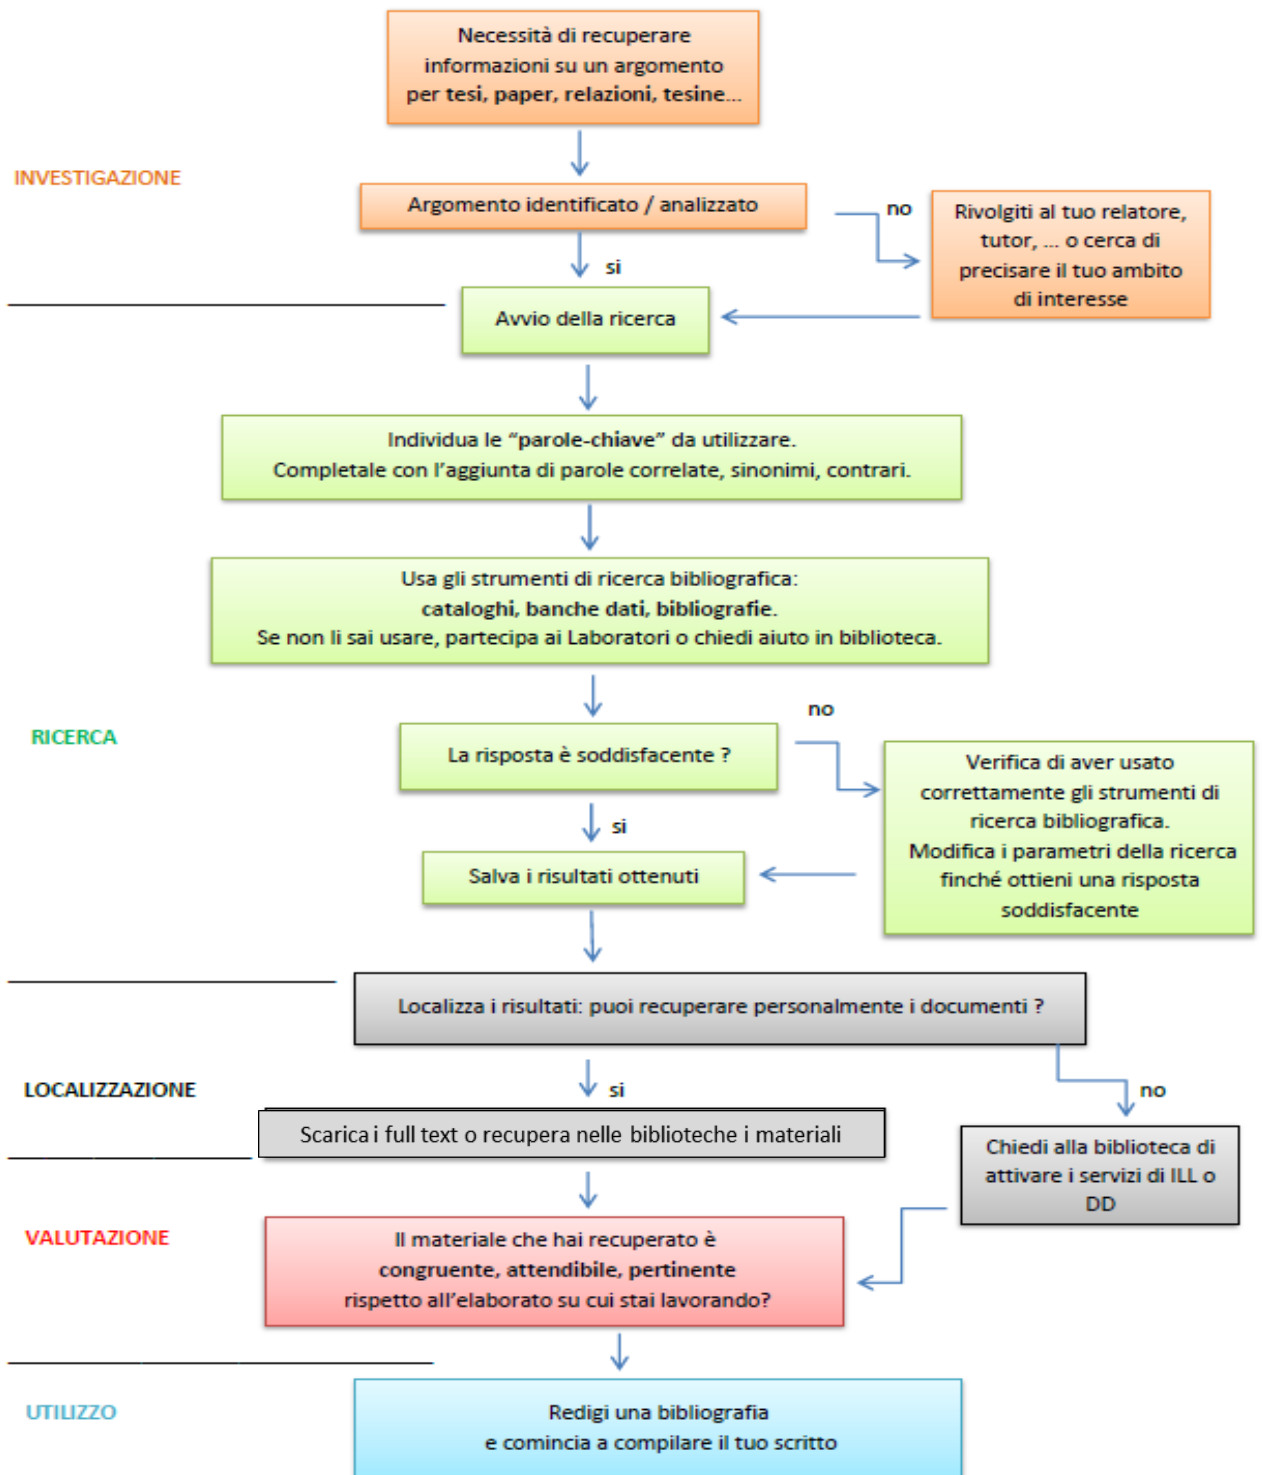 Necessità di recuperare
informazioni su un argomento
per tesi, paper, relazioni, tesine...
INVESTIGAZIONE
Argomento identificato / analizzato
no
Rivolgiti al tuo relatore,
tutor, ... o cerca di
precisare il tuo ambito
di interesse
si
Avvio della ricerca
Individua le “parole-chiave” da utilizzare.
Completale con l’aggiunta di parole correlate, sinonimi, contrari.
Usa gli strumenti di ricerca bibliografica:
cataloghi, banche dati, bibliografie.
Se non li sai usare, partecipa ai Laboratori o chiedi aiuto in biblioteca.
RICERCA
La risposta è soddisfacente ?
no
Verifica di aver usato
correttamente gli strumenti di
ricerca bibliografica.
Modifica i parametri della ricerca
finché ottieni una risposta
soddisfacente
si
Salva i risultati ottenuti
Localizza i risultati: puoi recuperare personalmente i documenti ?
LOCALIZZAZIONE
si
no
Scarica i full text o recupera nelle biblioteche i materiali
Chiedi alla biblioteca di
attivare i servizi di ILL o
DD
VALUTAZIONE
Il materiale che hai recuperato è
congruente, attendibile, pertinente
rispetto all’elaborato su cui stai lavorando?
UTILIZZO
Redigi una bibliografia
e comincia a compilare il tuo scritto